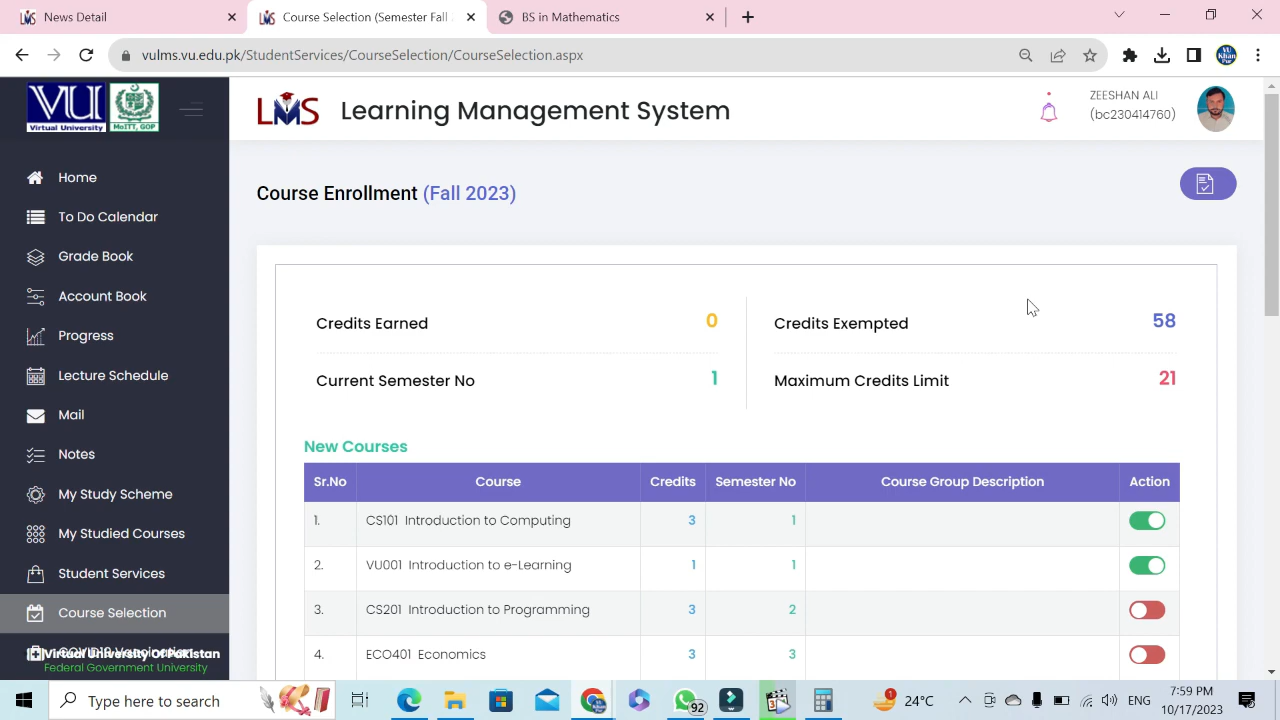 News Detail
Course Selection (Semester Fall
BS in Mathematics
vulms.vu.edu.pk/StudentServices/CourseSelection/CourseSelection.aspx
VU
Virtual University
MoITT, GOP
LMS
Learning Management System
ZEESHAN ALI
(bc230414760)
Home
To Do Calendar
Grade Book
Account Book
Progress
Lecture Schedule
Mail
Notes
My Study Scheme
My Studied Courses
Student Services
Course Selection
Virtual University Of Pakistan
Federal Government University
Course Enrollment (Fall 2023)
Credits Earned 0
Credits Exempted 58
Current Semester No 1
Maximum Credits Limit 21
New Courses
Sr.No Course Credits Semester No Course Group Description Action
1. CS101 Introduction to Computing 3 1
2. VU001 Introduction to e-Learning 1 1
3. CS201 Introduction to Programming 3 2
4. ECO401 Economics 3 3
Type here to search
92
1
24°C
ENG
7:59 PM
10/17/2023